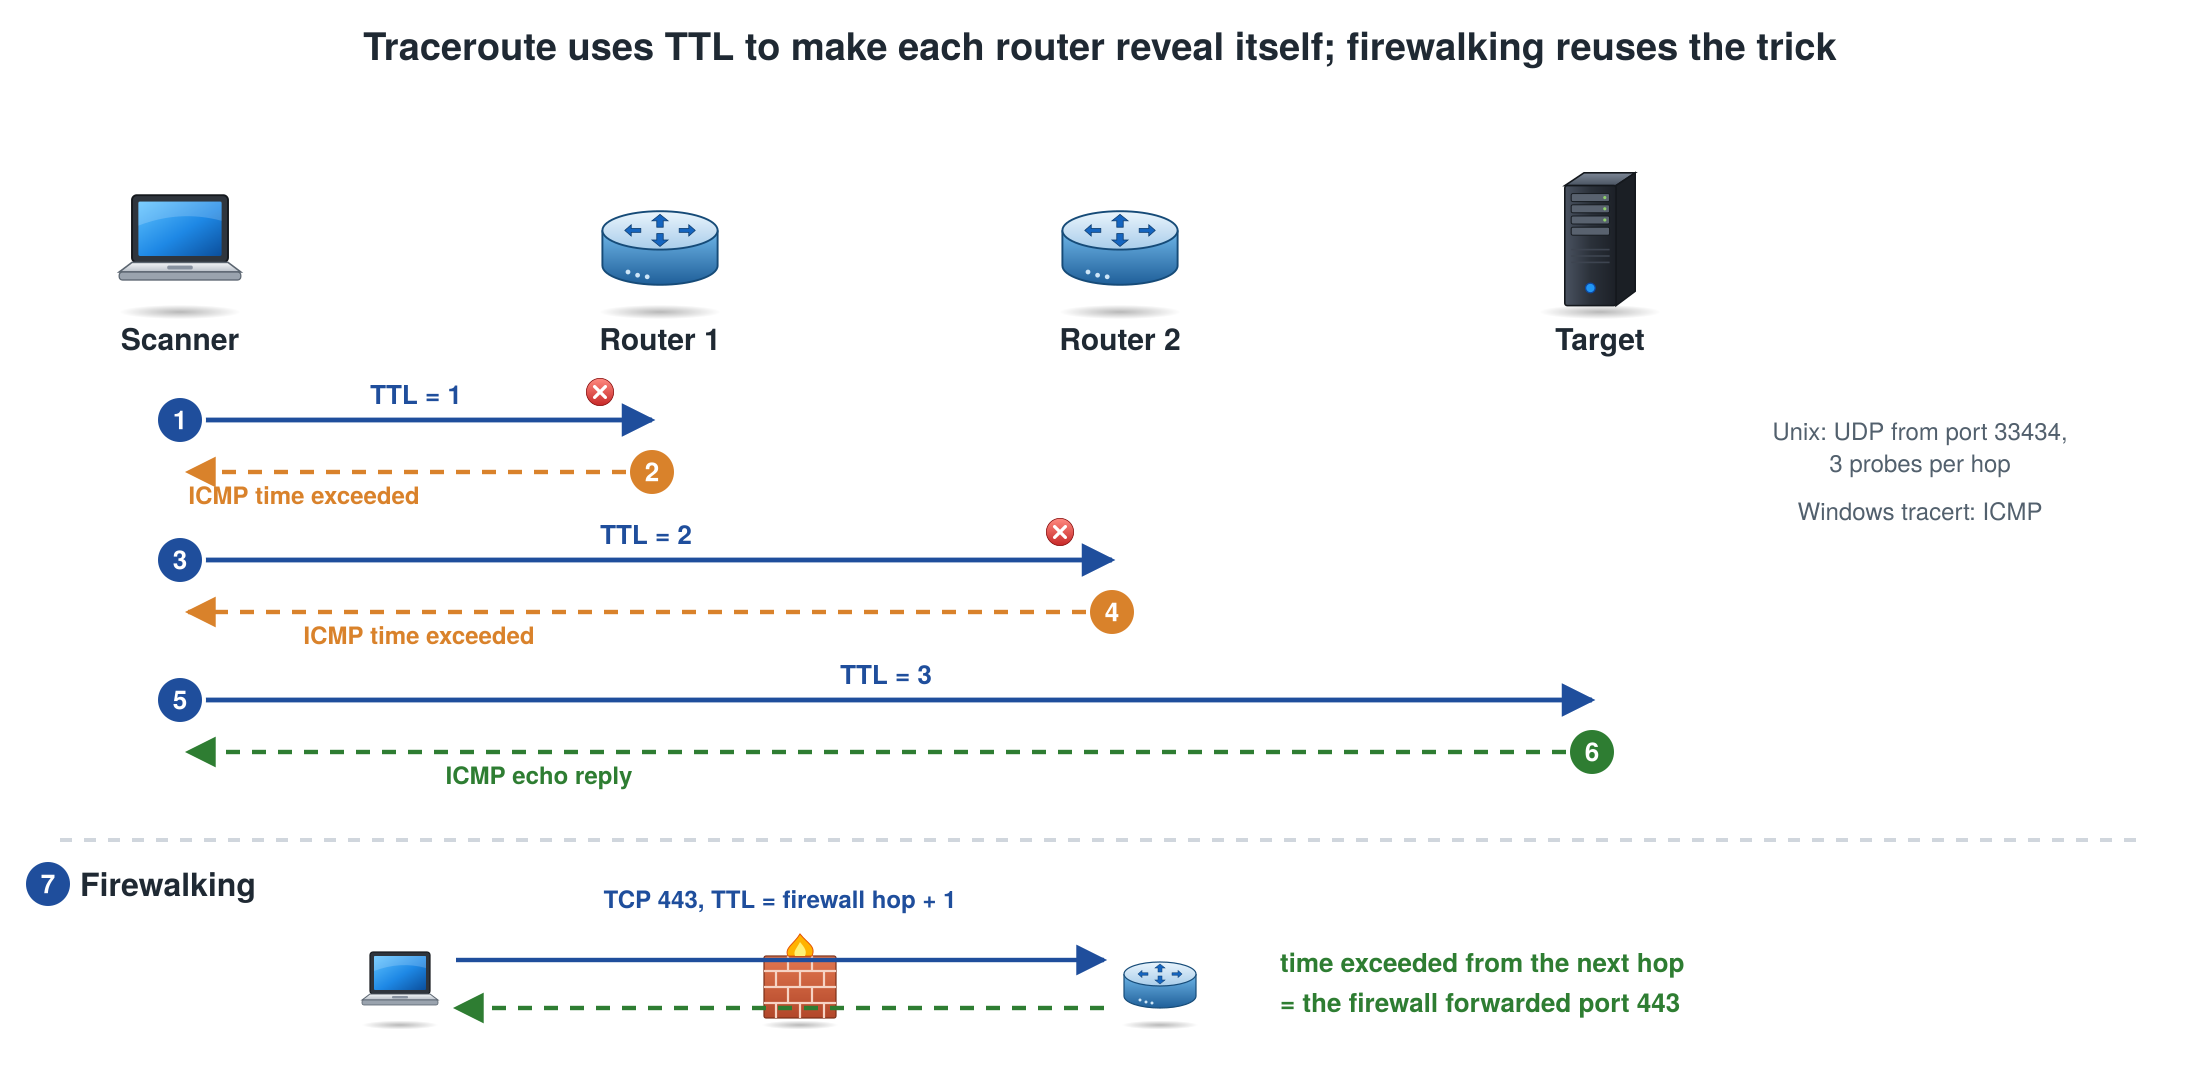 Traceroute uses TTL to make each router reveal itself; firewalking reuses the trick
Scanner
Router 1
Router 2
Target
TTL = 1
1
2
ICMP time exceeded
TTL = 2
3
4
ICMP time exceeded
TTL = 3
5
6
ICMP echo reply
Unix: UDP from port 33434,
3 probes per hop
Windows tracert: ICMP
7 Firewalking
TCP 443, TTL = firewall hop + 1
time exceeded from the next hop
= the firewall forwarded port 443